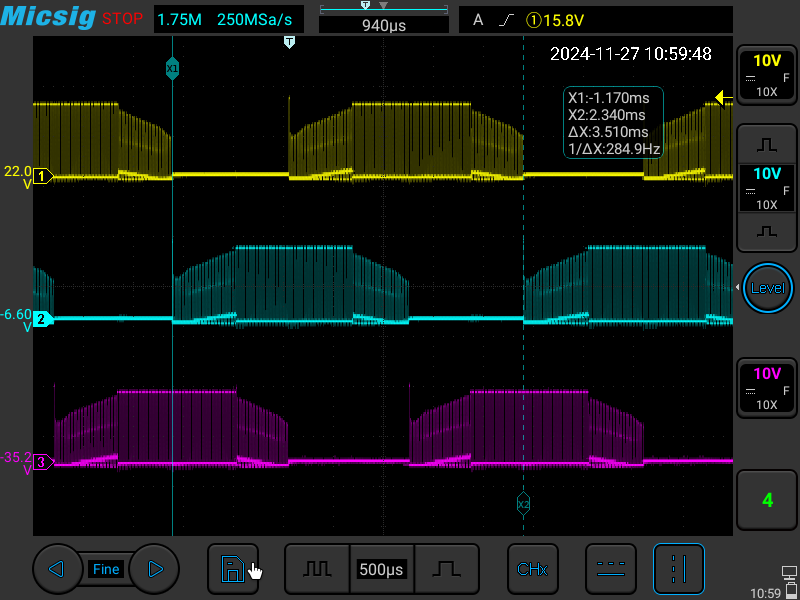 Micsig STOP 1.75M 250MSa/s T 940µs A 1 15.8V
T
2024-11-27 10:59:48
X1
X1:-1.170ms
X2:2.340ms
ΔX:3.510ms
1/ΔX:284.9Hz
10V
F
10X
22.0
V
1
10V
F
10X
-6.60
V
2
Level
10V
F
10X
-35.2
V
3
X2
4
Fine
500µs
CHx
10:59